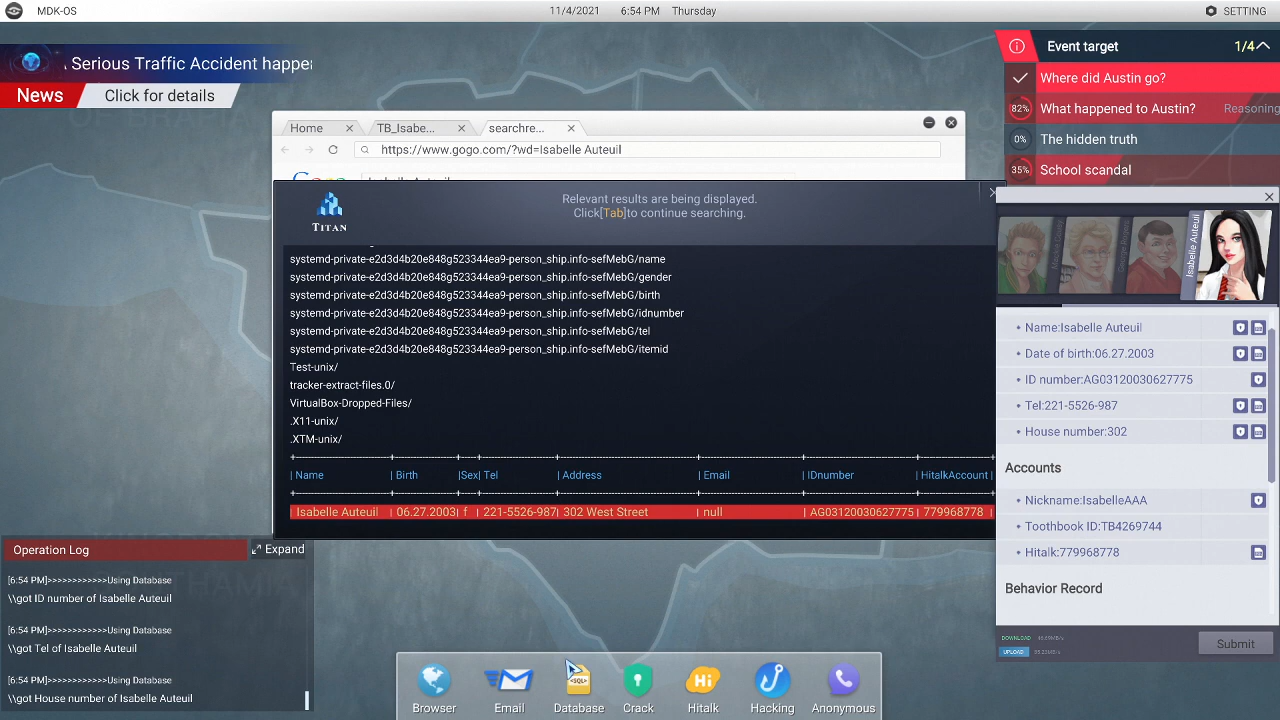 MDK-OS
11/4/2021 6:54 PM Thursday
SETTING
A Serious Traffic Accident happe
News Click for details
Event target 1/4
Where did Austin go?
82% What happened to Austin? Reasoning
0% The hidden truth
35% School scandal
Home TB_Isabe... searchre...
https://www.gogo.com/?wd=Isabelle Auteuil
TITAN
Relevant results are being displayed.
Click[Tab]to continue searching.
systemd-private-e2d3d4b20e848g523344ea9-person_ship.info-sefMebG/name
systemd-private-e2d3d4b20e848g523344ea9-person_ship.info-sefMebG/gender
systemd-private-e2d3d4b20e848g523344ea9-person_ship.info-sefMebG/birth
systemd-private-e2d3d4b20e848g523344ea9-person_ship.info-sefMebG/idnumber
systemd-private-e2d3d4b20e848g523344ea9-person_ship.info-sefMebG/tel
systemd-private-e2d3d4b20e848g523344ea9-person_ship.info-sefMebG/itemid
Test-unix/
tracker-extract-files.0/
VirtualBox-Dropped-Files/
.X11-unix/
.XTM-unix/
| Name | Birth |Sex| Tel | Address | Email | IDnumber | HitalkAccount |
| Isabelle Auteuil | 06.27.2003| f | 221-5526-987| 302 West Street | null | AG03120030627775 | 779968778 |
Isabelle Auteuil
• Name:Isabelle Auteuil
• Date of birth:06.27.2003
• ID number:AG03120030627775
• Tel:221-5526-987
• House number:302
Accounts
• Nickname:IsabelleAAA
• Toothbook ID:TB4269744
• Hitalk:779968778
Behavior Record
DOWNLOAD
UPLOAD
Submit
Operation Log Expand
[6:54 PM]>>>>>>>>>>>>Using Database
\\got ID number of Isabelle Auteuil
[6:54 PM]>>>>>>>>>>>>Using Database
\\got Tel of Isabelle Auteuil
[6:54 PM]>>>>>>>>>>>>Using Database
\\got House number of Isabelle Auteuil
<SQL>
Hi
Browser Email Database Crack Hitalk Hacking Anonymous